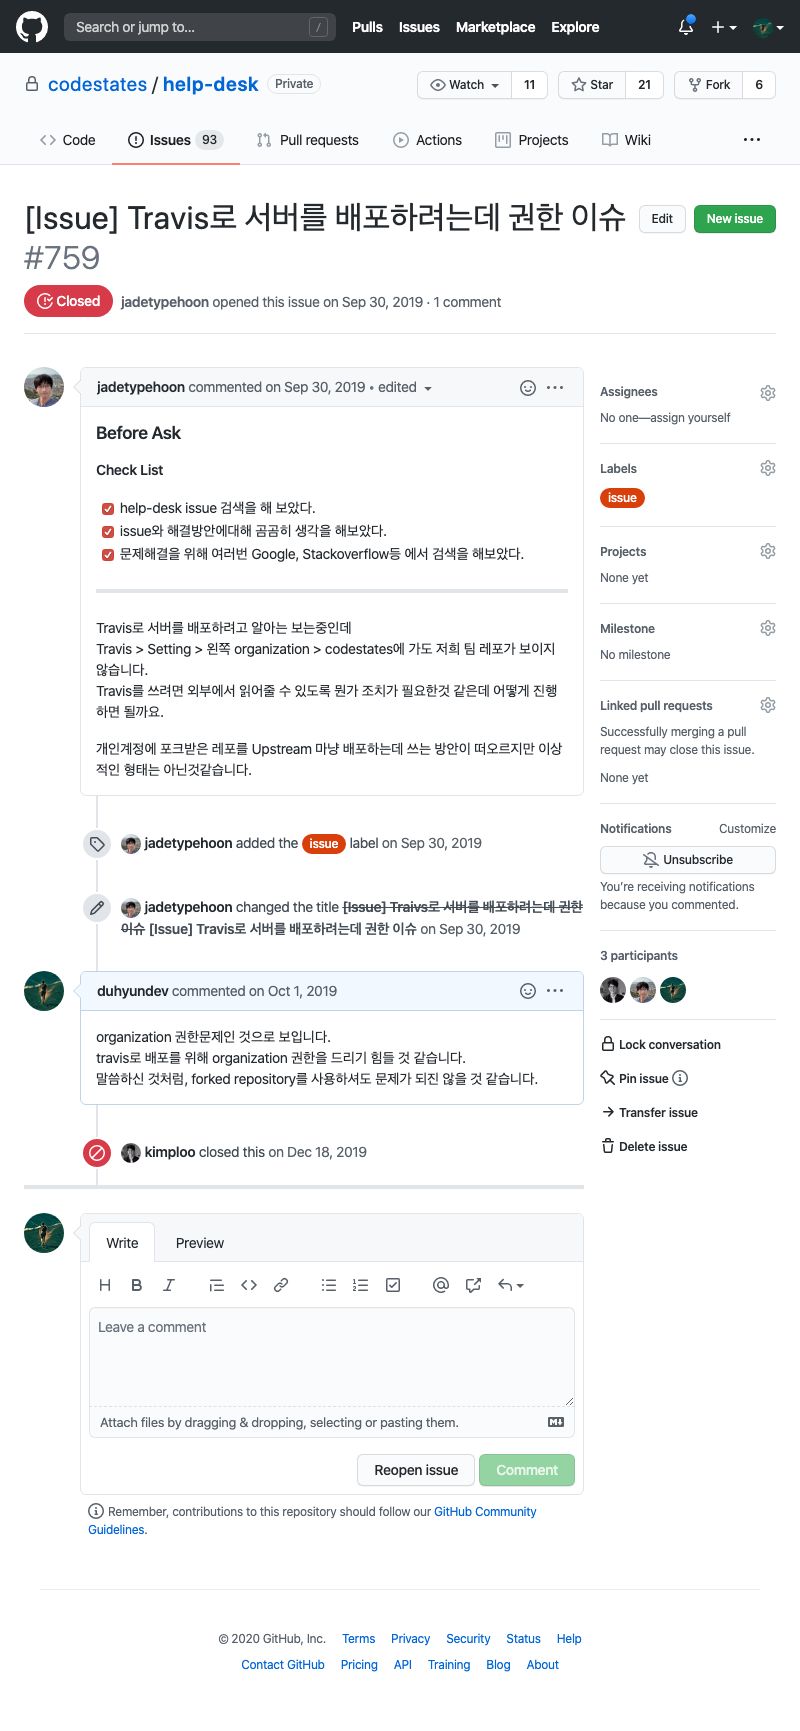 Search or jump to...
/
Pulls
Issues
Marketplace
Explore
codestates / help-desk
Private
Watch
11
Star
21
Fork
6
Code
Issues
93
Pull requests
Actions
Projects
Wiki
[Issue] Travis로 서버를 배포하려는데 권한 이슈
#759
Edit
New issue
Closed
jadetypehoon opened this issue on Sep 30, 2019 · 1 comment
jadetypehoon commented on Sep 30, 2019 • edited
Before Ask
Check List
help-desk issue 검색을 해 보았다.
issue와 해결방안에대해 곰곰히 생각을 해보았다.
문제해결을 위해 여러번 Google, Stackoverflow등 에서 검색을 해보았다.
Travis로 서버를 배포하려고 알아는 보는중인데
Travis > Setting > 왼쪽 organization > codestates에 가도 저희 팀 레포가 보이지
않습니다.
Travis를 쓰려면 외부에서 읽어줄 수 있도록 뭔가 조치가 필요한것 같은데 어떻게 진행
하면 될까요.
개인계정에 포크받은 레포를 Upstream 마냥 배포하는데 쓰는 방안이 떠오르지만 이상
적인 형태는 아닌것같습니다.
jadetypehoon added the issue label on Sep 30, 2019
jadetypehoon changed the title [Issue] Traivs로 서버를 배포하려는데 권한
이슈 [Issue] Travis로 서버를 배포하려는데 권한 이슈 on Sep 30, 2019
duhyundev commented on Oct 1, 2019
organization 권한문제인 것으로 보입니다.
travis로 배포를 위해 organization 권한을 드리기 힘들 것 같습니다.
말씀하신 것처럼, forked repository를 사용하셔도 문제가 되진 않을 것 같습니다.
kimploo closed this on Dec 18, 2019
Write
Preview
H B I
@
Leave a comment
Attach files by dragging & dropping, selecting or pasting them.
Reopen issue
Comment
Remember, contributions to this repository should follow our GitHub Community
Guidelines.
Assignees
No one—assign yourself
Labels
issue
Projects
None yet
Milestone
No milestone
Linked pull requests
Successfully merging a pull
request may close this issue.
None yet
Notifications
Customize
Unsubscribe
You're receiving notifications
because you commented.
3 participants
Lock conversation
Pin issue
Transfer issue
Delete issue
© 2020 GitHub, Inc.
Terms
Privacy
Security
Status
Help
Contact GitHub
Pricing
API
Training
Blog
About